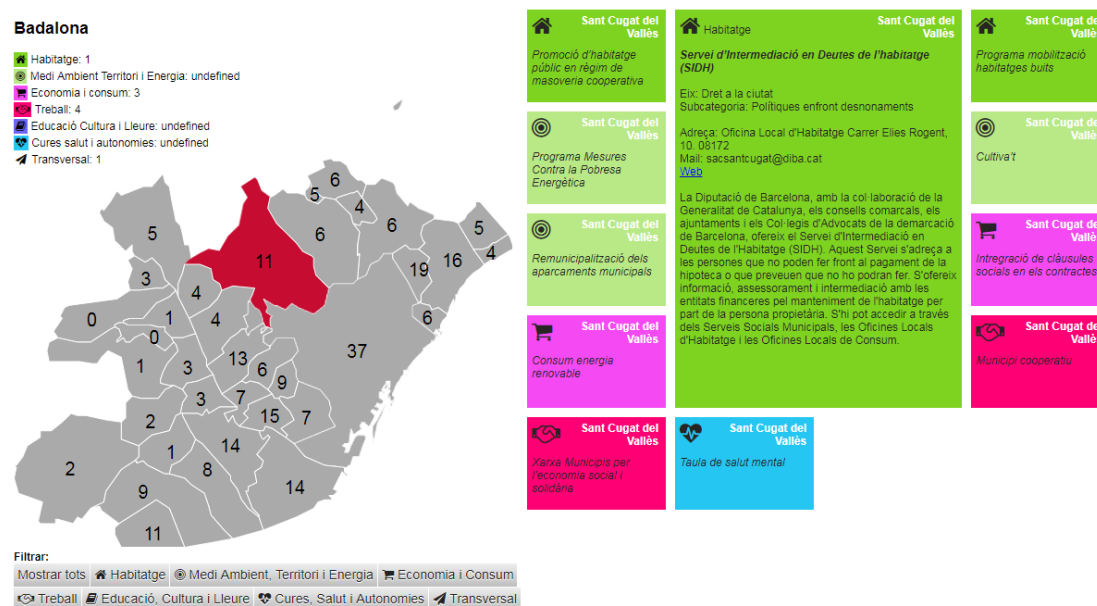 Badalona
Habitatge: 1
Medi Ambient Territori i Energia: undefined
Economia i consum: 3
Treball: 4
Educació Cultura i Lleure: undefined
Cures salut i autonomies: undefined
Transversal: 1
6
5
4
5
6
6
5
11
19
16
4
3
4
0
1
4
6
0
37
1
3
13
6
9
3
7
2
15
7
14
1
2
8
9
14
11
Filtrar:
Mostrar tots Habitatge Medi Ambient, Territori i Energia Economia i Consum
Treball Educació, Cultura i Lleure Cures, Salut i Autonomies Transversal
Sant Cugat del
Vallès
Promoció d'habitatge
públic en règim de
masoveria cooperativa
Habitatge
Sant Cugat del
Vallès
Servei d'Intermediació en Deutes de l'habitatge
(SIDH)
Eix: Dret a la ciutat
Subcategoria: Polítiques enfront desnonaments
Adreça: Oficina Local d'Habitatge Carrer Elies Rogent,
10. 08172
Mail: sacsantcugat@diba.cat
Web
La Diputació de Barcelona, amb la col·laboració de la
Generalitat de Catalunya, els consells comarcals, els
ajuntaments i els Col·legis d'Advocats de la demarcació
de Barcelona, ofereix el Servei d'Intermediació en
Deutes de l'Habitatge (SIDH). Aquest Servei s'adreça a
les persones que no poden fer front al pagament de la
hipoteca o que preveuen que no ho podran fer. S'ofereix
informació, assessorament i intermediació amb les
entitats financeres pel manteniment de l'habitatge per
part de la persona propietària. S'hi pot accedir a través
dels Serveis Socials Municipals, les Oficines Locals
d'Habitatge i les Oficines Locals de Consum.
Sant Cugat de
Vallè
Programa mobilització
habitatges buits
Sant Cugat del
Vallès
Programa Mesures
Contra la Pobresa
Energètica
Sant Cugat de
Vallè
Cultiva't
Sant Cugat del
Vallès
Remunicipalització dels
aparcaments municipals
Sant Cugat de
Vallè
Integració de clàusules
socials en els contractes
Sant Cugat del
Vallès
Consum energia
renovable
Sant Cugat de
Vallè
Municipi cooperatiu
Sant Cugat del
Vallès
Xarxa Municipis per
l'economia social i
solidària
Sant Cugat del
Vallès
Taula de salut mental